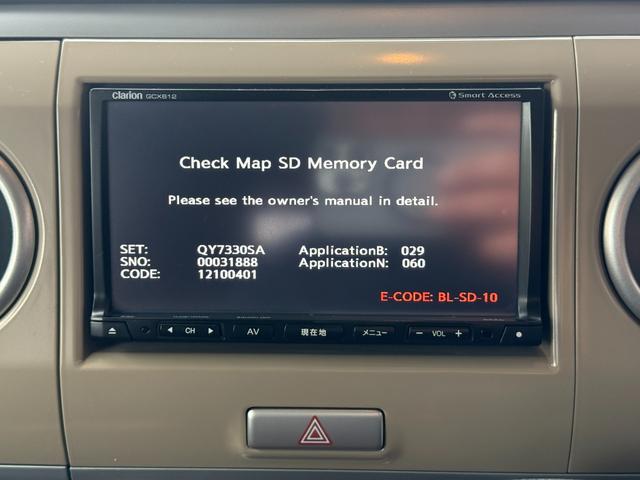 clarion GCX612
Smart Access
Check Map SD Memory Card
Please see the owner's manual in detail.
SET: QY7330SA ApplicationB: 029
SNO: 00031888 ApplicationN: 060
CODE: 12100401
E-CODE: BL-SD-10
CH AV 現在地 メニュー − VOL +